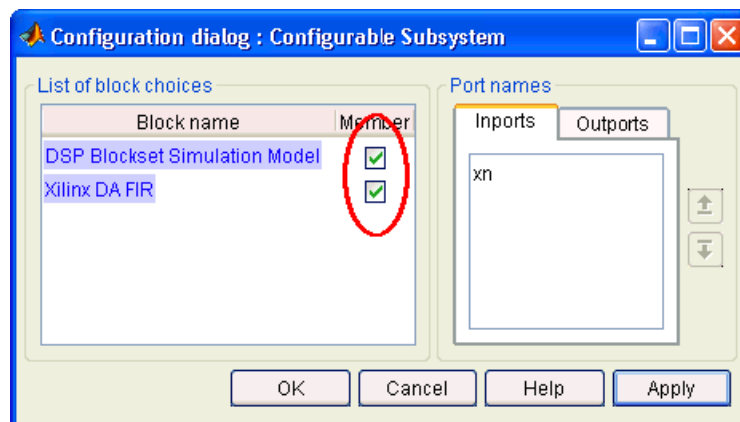 Configuration dialog : Configurable Subsystem
List of block choices
Block name Member
DSP Blockset Simulation Model
Xilinx DA FIR
Port names
Inports Outports
xn
OK Cancel Help Apply